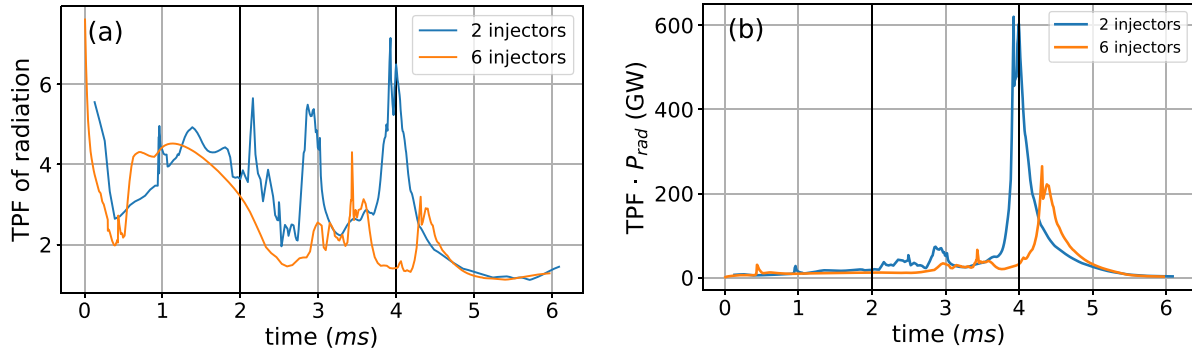 (a)
2 injectors
6 injectors
TPF of radiation
6
4
2
0 1 2 3 4 5 6
time (ms)
(b)
2 injectors
6 injectors
TPF · P_rad (GW)
600
400
200
0
0 1 2 3 4 5 6
time (ms)